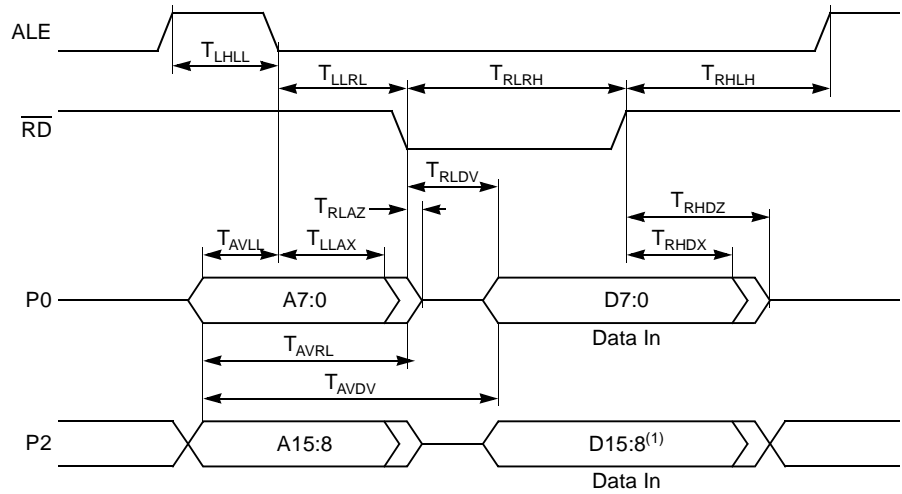 ALE
T_LHLL
T_LLRL T_RLRH T_RHLH
R̅D̅
T_RLDV
T_RLAZ T_RHDZ
T_AVLL T_LLAX T_RHDX
P0 A7:0 D7:0
Data In
T_AVRL
T_AVDV
P2 A15:8 D15:8(1)
Data In